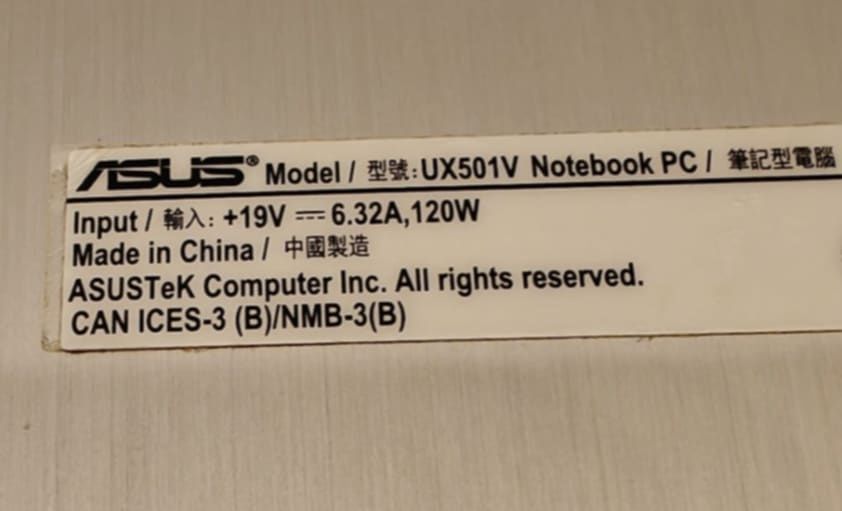 ASUS® Model / 型號:UX501V Notebook PC / 筆記型電腦
Input / 輸入: +19V ⎓ 6.32A,120W
Made in China / 中國製造
ASUSTeK Computer Inc. All rights reserved.
CAN ICES-3 (B)/NMB-3(B)